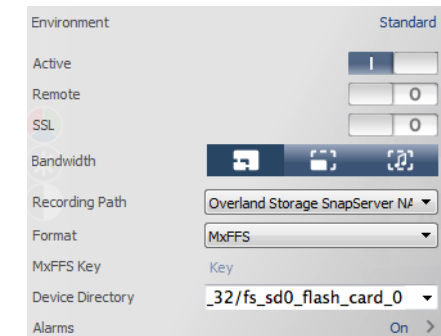 Environment Standard
Active I
Remote O
SSL O
Bandwidth
Recording Path Overland Storage SnapServer NA
Format MxFFS
MxFFS Key Key
Device Directory _32/fs_sd0_flash_card_0
Alarms On >